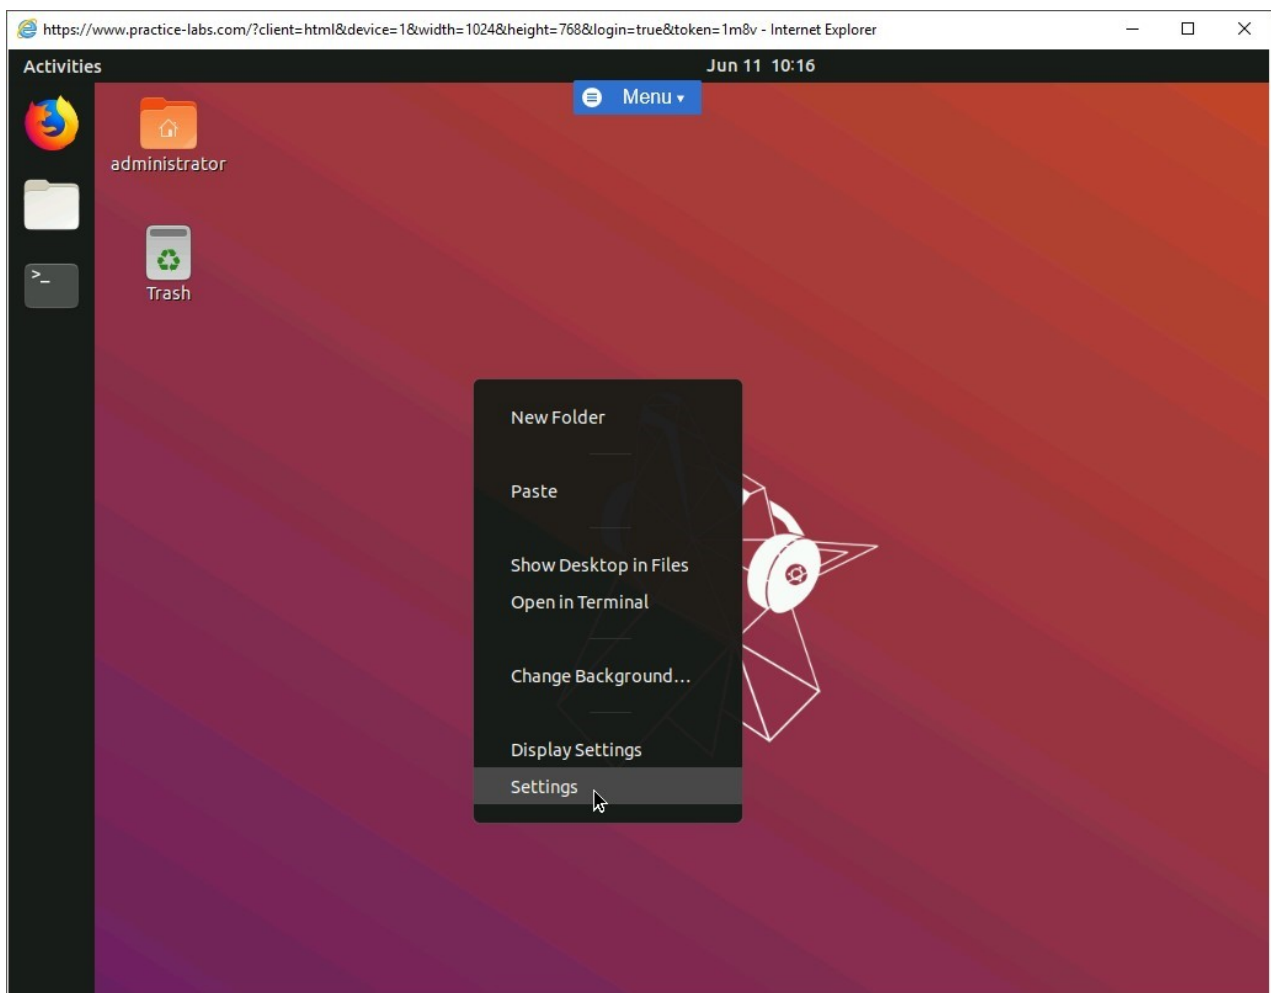 https://www.practice-labs.com/?client=html&device=1&width=1024&height=768&login=true&token=1m8v - Internet Explorer
Activities
Jun 11 10:16
Menu
administrator
>_
Trash
New Folder
Paste
Show Desktop in Files
Open in Terminal
Change Background...
Display Settings
Settings